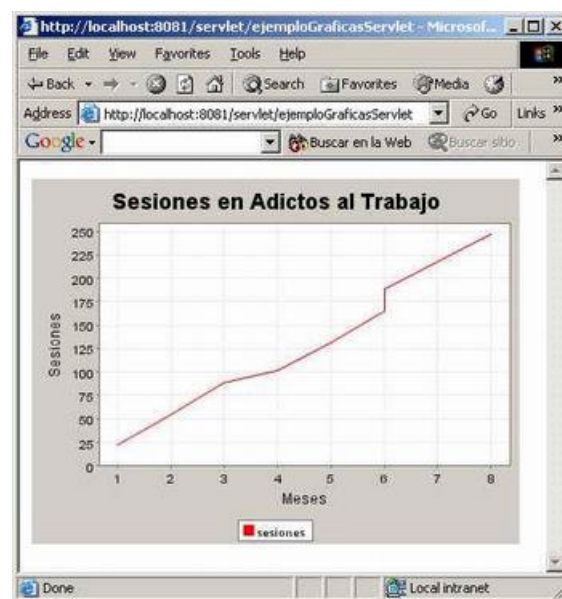 http://localhost:8081/servlet/ejemploGraficasServlet - Microsof...
File Edit View Favorites Tools Help
Back Search Favorites Media »
Address http://localhost:8081/servlet/ejemploGraficasServlet Go Links »
Google Buscar en la Web Buscar sitio »
Sesiones en Adictos al Trabajo
250
225
200
175
150
125
100
75
50
25
0
Sesiones
1 2 3 4 5 6 7 8
Meses
sesiones
Done Local intranet